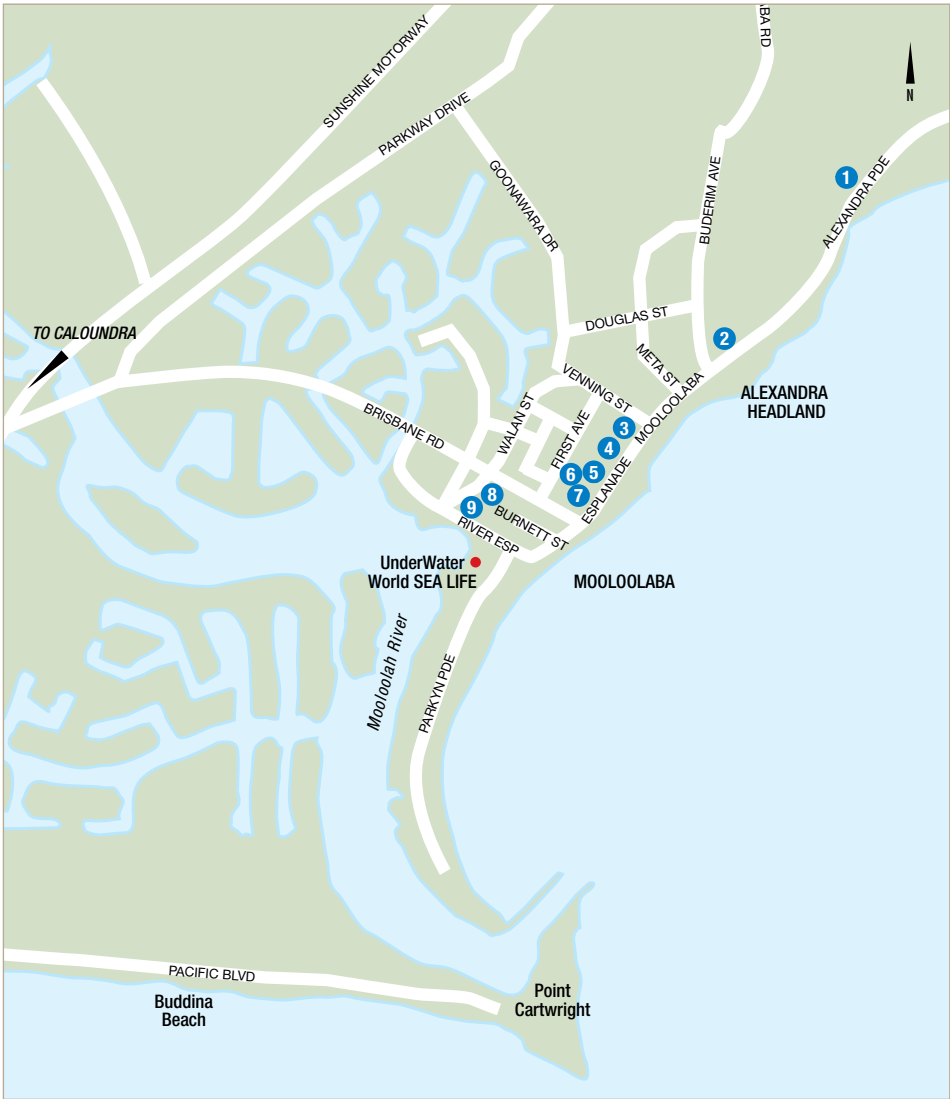 BA RD
N
SUNSHINE MOTORWAY
PARKWAY DRIVE
GOONAWARA DR
BUDERIM AVE
1
ALEXANDRA PDE
TO CALOUNDRA
DOUGLAS ST
2
META ST
VENNING ST
MOOLOOLABA
ESPLANADE
ALEXANDRA
HEADLAND
BRISBANE RD
WALAN ST
FIRST AVE
3
4
5
6
7
8
9
BURNETT ST
RIVER ESP
UnderWater
World SEA LIFE
MOOLOOLABA
Mooloolah River
PARKYN PDE
PACIFIC BLVD
Buddina
Beach
Point
Cartwright